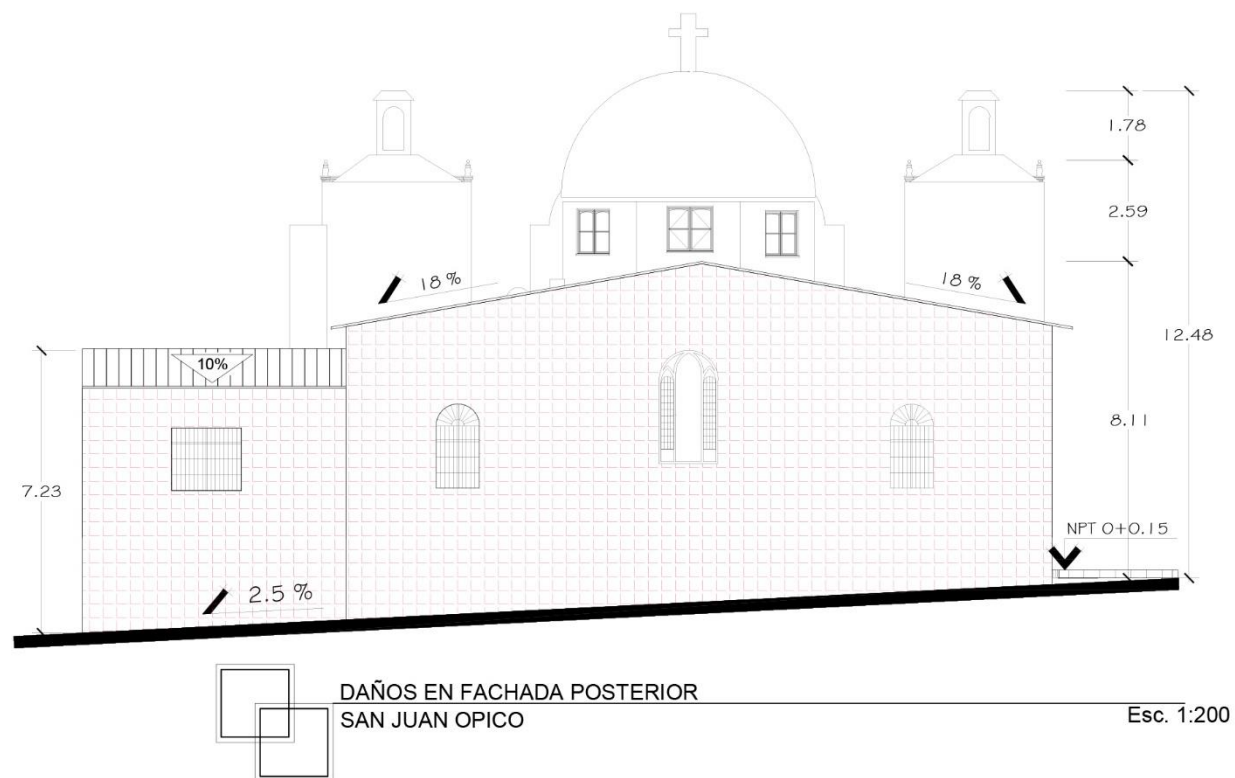 1.78
2.59
18 %
18 %
12.48
10%
8.11
7.23
NPT 0+0.15
2.5 %
DAÑOS EN FACHADA POSTERIOR
SAN JUAN OPICO
Esc. 1:200